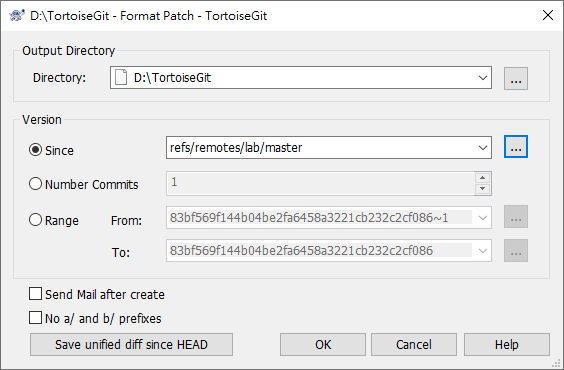 D:\TortoiseGit - Format Patch - TortoiseGit
Output Directory
Directory: D:\TortoiseGit ...
Version
Since refs/remotes/lab/master ...
Number Commits 1
Range From: 83bf569f144b04be2fa6458a3221cb232c2cf086~1 ...
To: 83bf569f144b04be2fa6458a3221cb232c2cf086 ...
Send Mail after create
No a/ and b/ prefixes
Save unified diff since HEAD OK Cancel Help